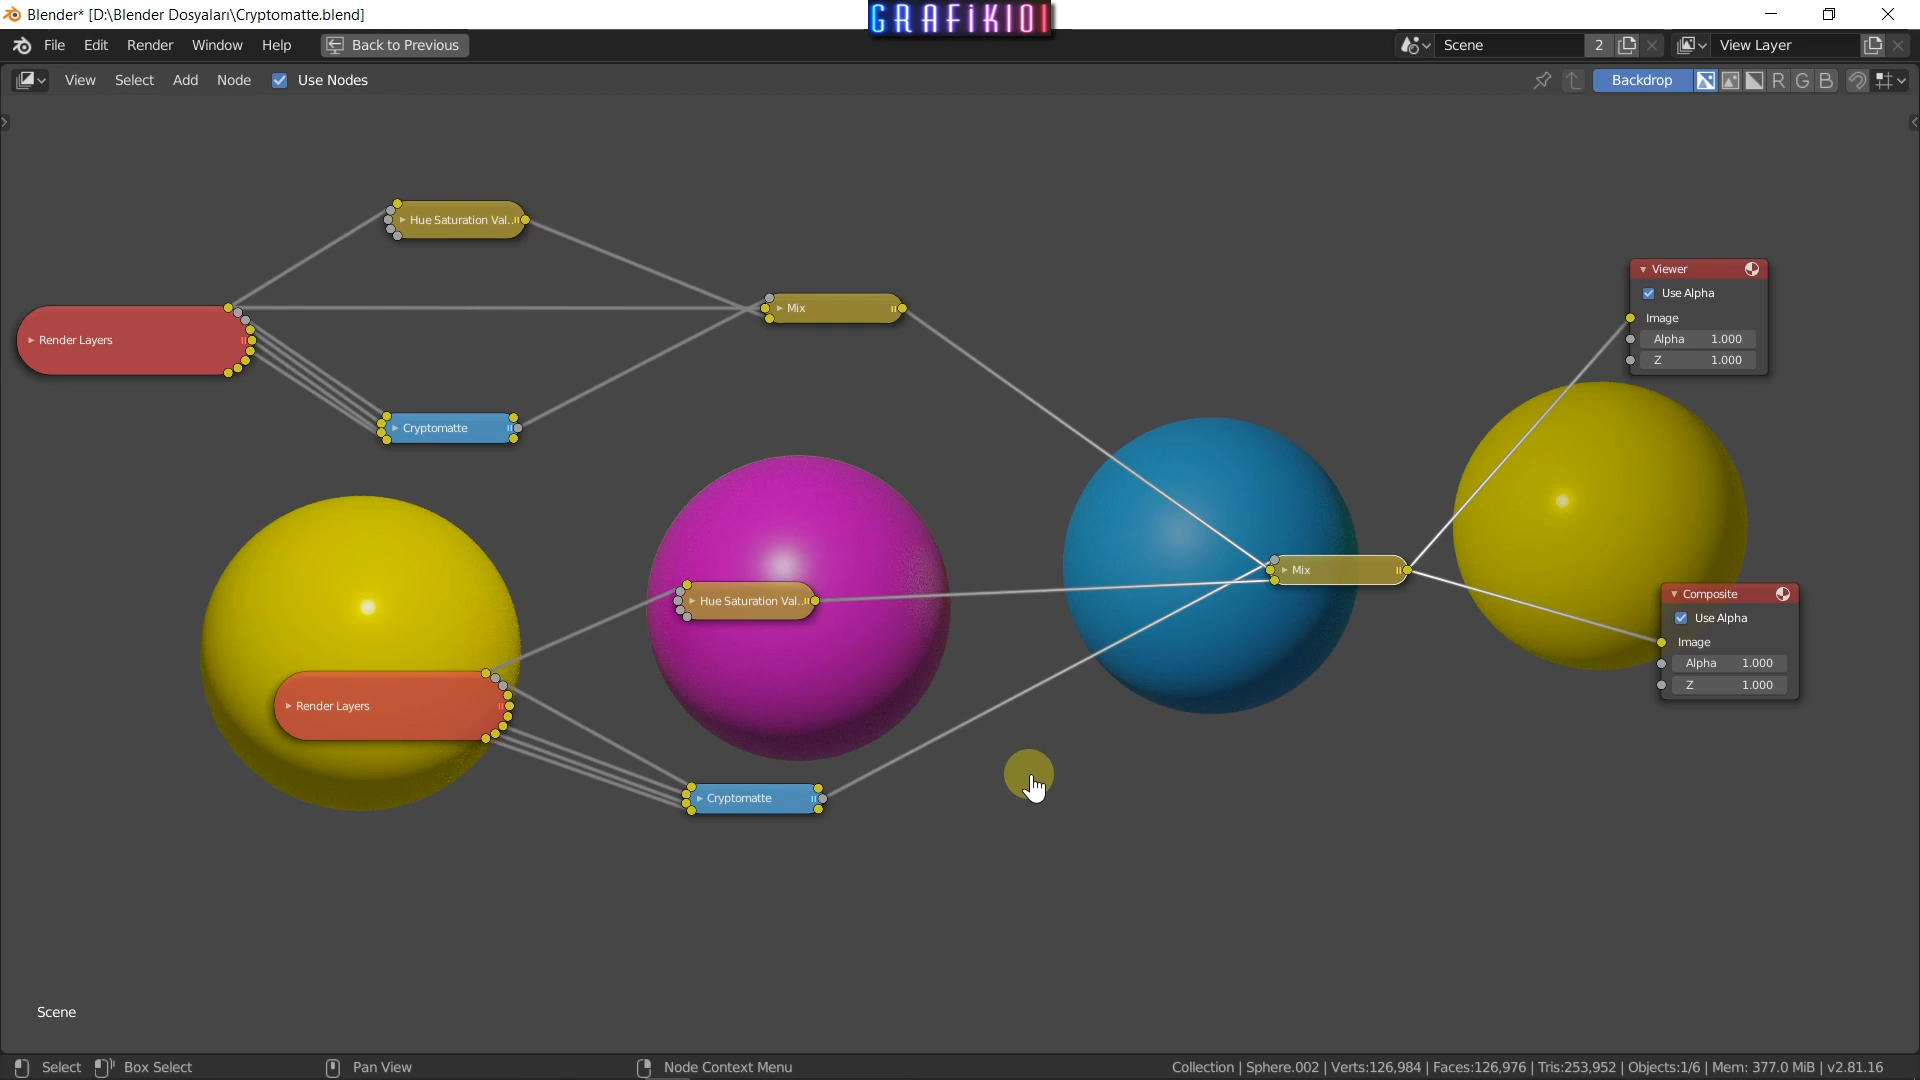 Blender* [D:\Blender Dosyaları\Cryptomatte.blend]
GRAFiK101
File Edit Render Window Help Back to Previous Scene 2 View Layer
View Select Add Node Use Nodes Backdrop R G B
Hue Saturation Val..
Viewer
Use Alpha
Image
Alpha 1.000
Z 1.000
Mix
Render Layers
Cryptomatte
Mix
Hue Saturation Val..
Composite
Use Alpha
Image
Alpha 1.000
Z 1.000
Render Layers
Cryptomatte
Scene
Select Box Select Pan View Node Context Menu Collection | Sphere.002 | Verts:126,984 | Faces:126,976 | Tris:253,952 | Objects:1/6 | Mem: 377.0 MiB | v2.81.16